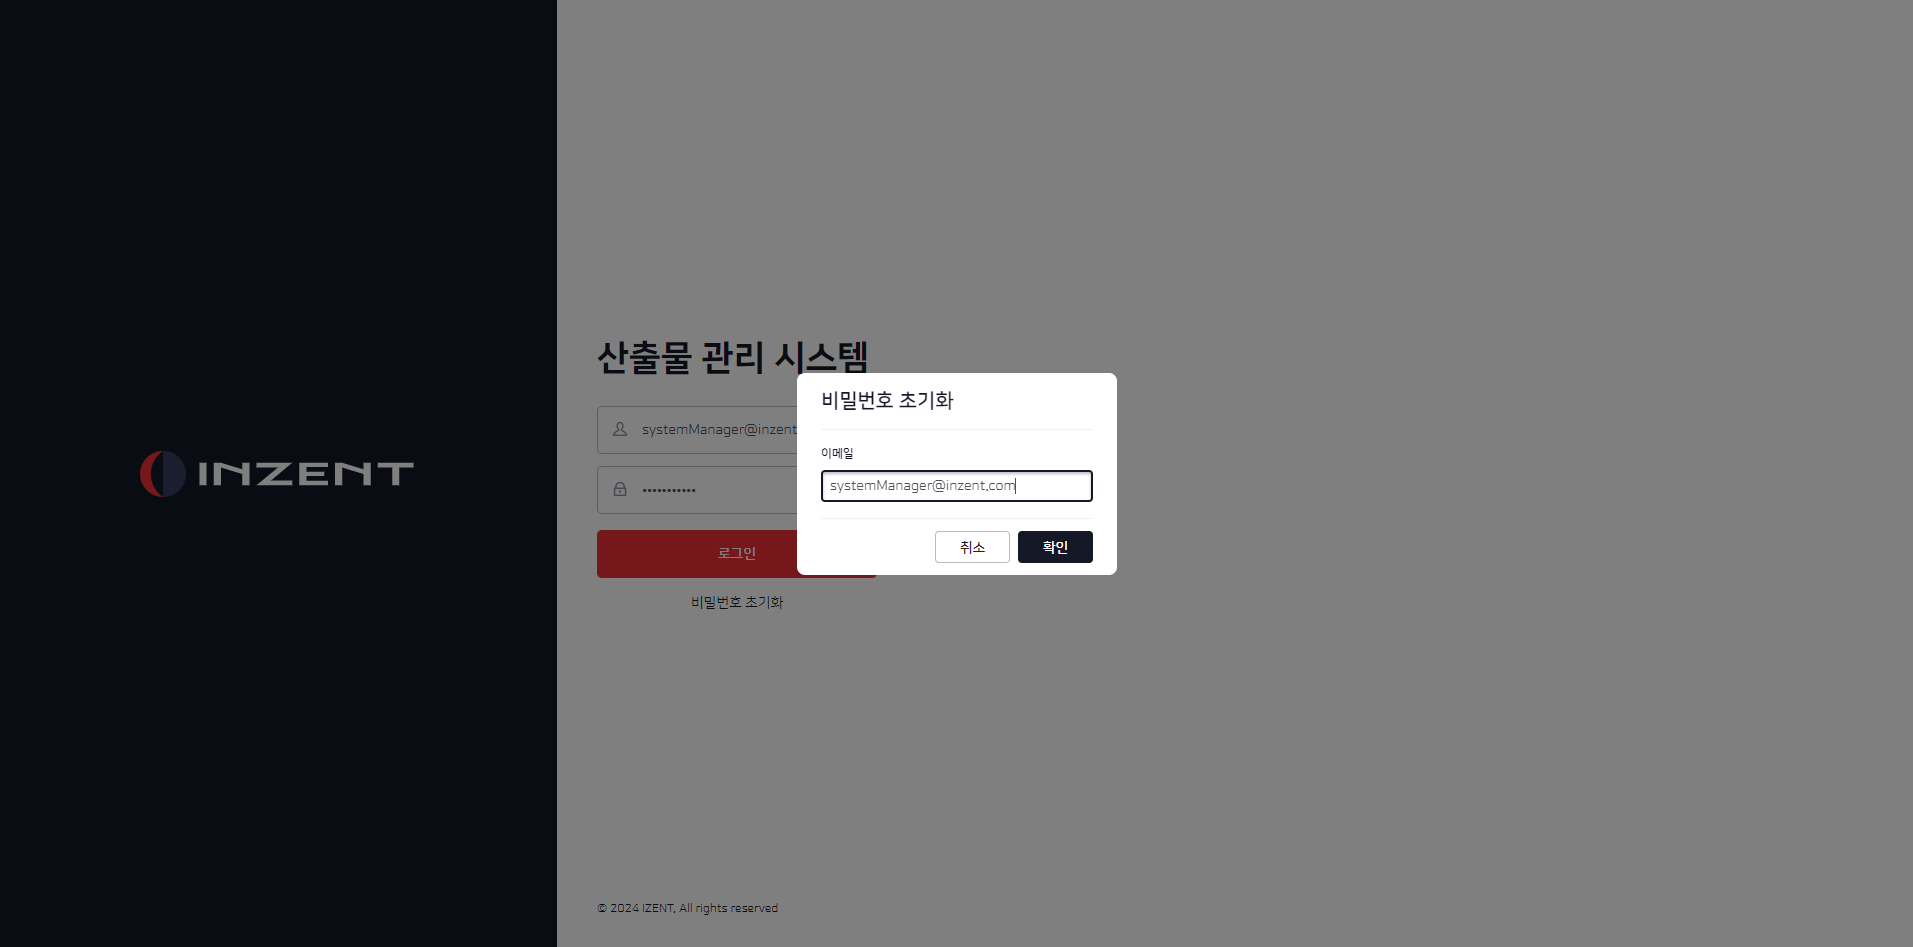 INZENT
산출물 관리 시스템
systemManager@inzent
•••••••••••
로그인
비밀번호 초기화
비밀번호 초기화
이메일
systemManager@inzent.com
취소
확인
© 2024 IZENT, All rights reserved